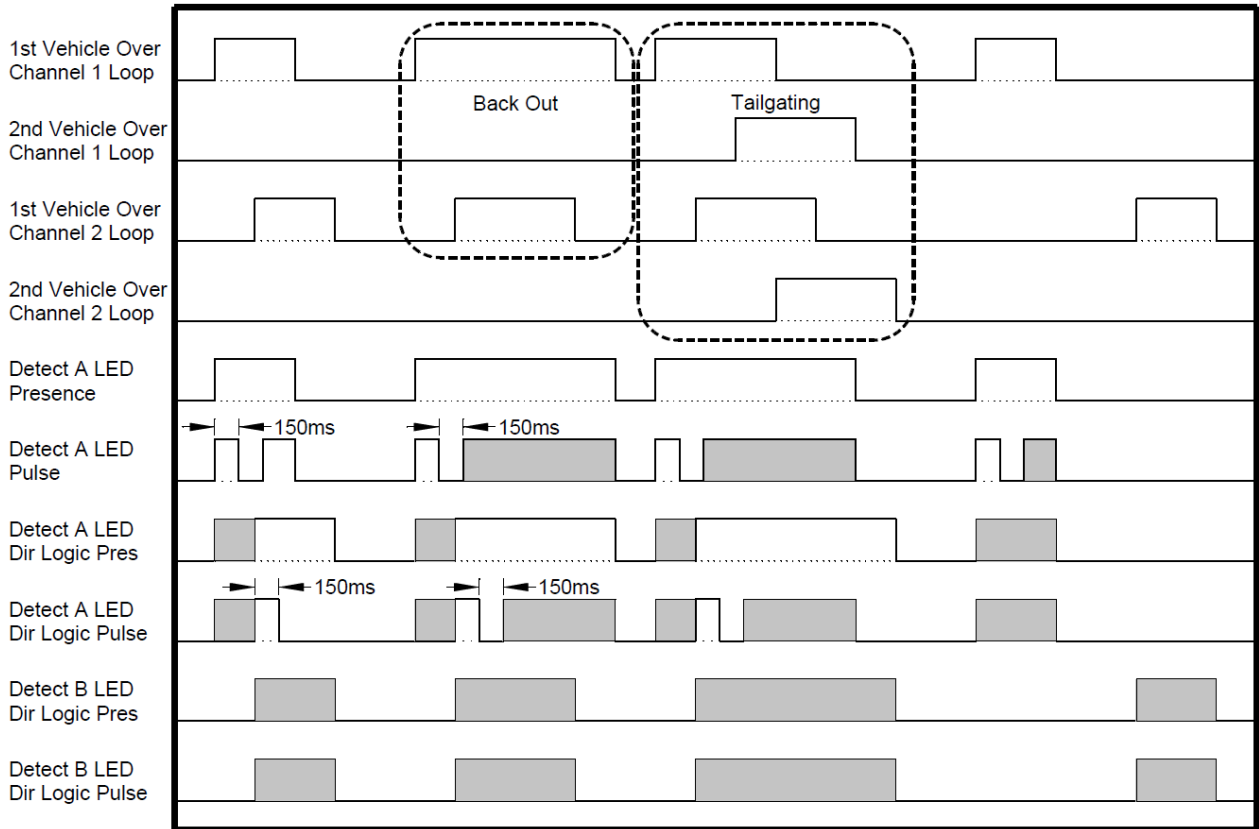 1st Vehicle Over
Channel 1 Loop
Back Out
Tailgating
2nd Vehicle Over
Channel 1 Loop
1st Vehicle Over
Channel 2 Loop
2nd Vehicle Over
Channel 2 Loop
Detect A LED
Presence
150ms
150ms
Detect A LED
Pulse
Detect A LED
Dir Logic Pres
150ms
150ms
Detect A LED
Dir Logic Pulse
Detect B LED
Dir Logic Pres
Detect B LED
Dir Logic Pulse